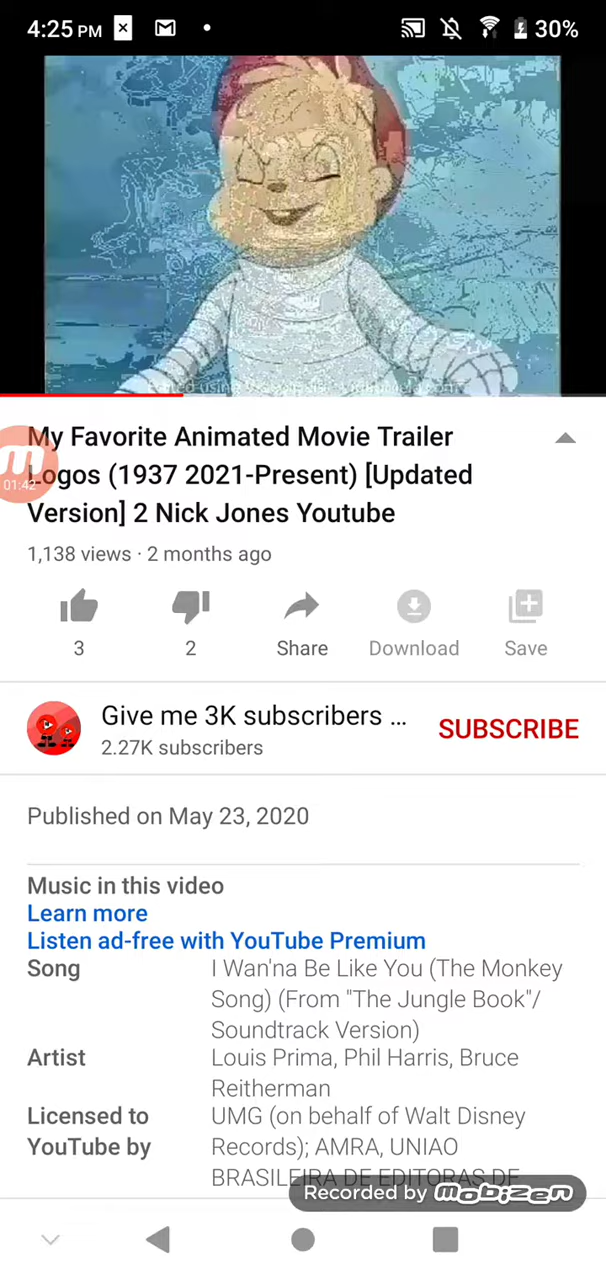 4:25 PM
30%
My Favorite Animated Movie Trailer
Logos (1937 2021-Present) [Updated
Version] 2 Nick Jones Youtube
01:42
1,138 views · 2 months ago
3
2
Share
Download
Save
Give me 3K subscribers ...
2.27K subscribers
SUBSCRIBE
Published on May 23, 2020
Music in this video
Learn more
Listen ad-free with YouTube Premium
Song
I Wan'na Be Like You (The Monkey
Song) (From "The Jungle Book"/
Soundtrack Version)
Artist
Louis Prima, Phil Harris, Bruce
Reitherman
Licensed to
YouTube by
UMG (on behalf of Walt Disney
Records); AMRA, UNIAO
BRASILEIRA DE EDITORAS DE
Recorded by mobizen